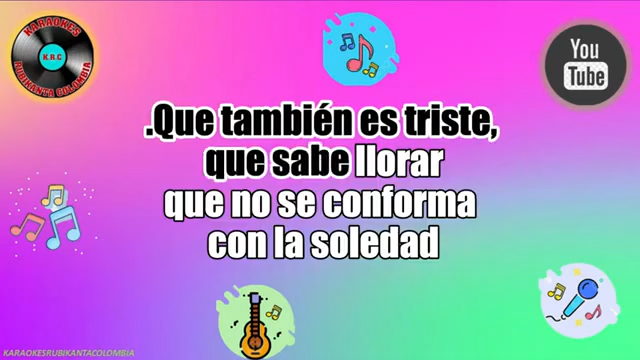 KARAOKES
K.R.C
RUBIKANTA COLOMBIA
You
Tube
.Que también es triste,
que sabe llorar
que no se conforma
con la soledad
KARAOKESRUBIKANTACOLOMBIA